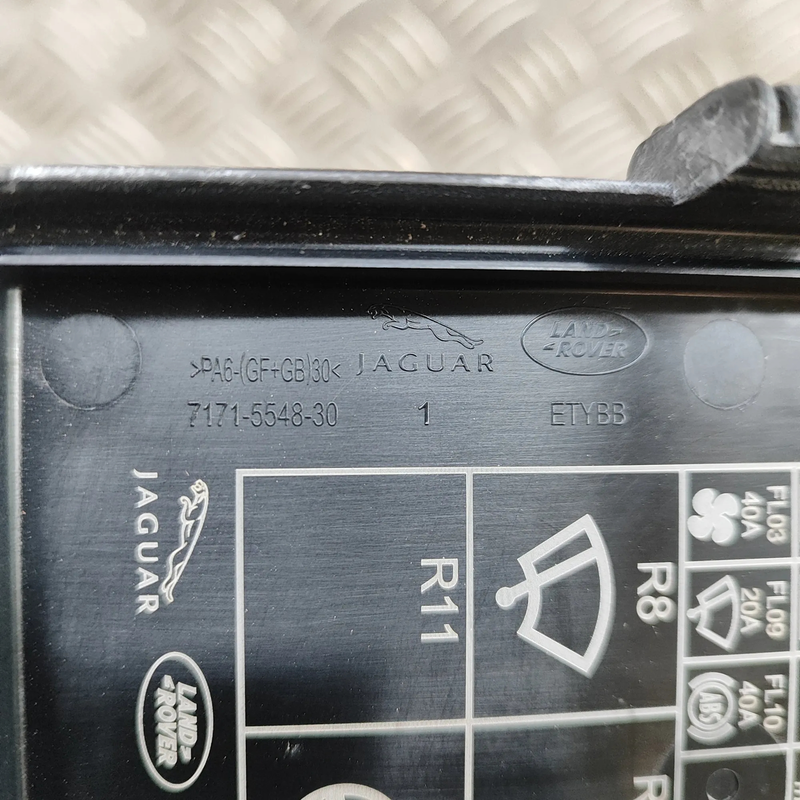 >PA6-(GF+GB)30< JAGUAR LAND ROVER
7171-5548-30 1 ETYBB
JAGUAR
LAND ROVER
R11
R8
FL03
40A
FL09
20A
FL10
40A
ABS